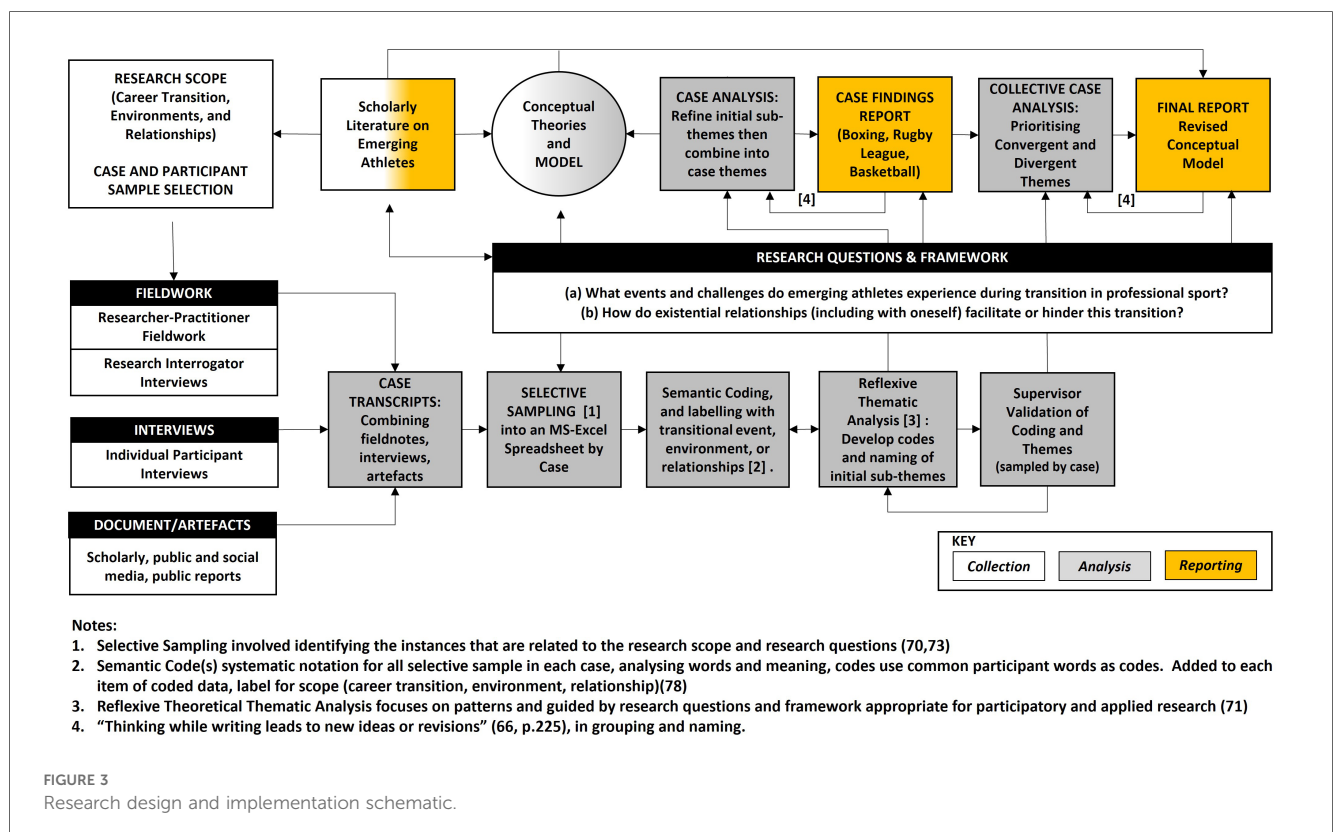 RESEARCH SCOPE
(Career Transition,
Environments, and
Relationships)
CASE AND PARTICIPANT
SAMPLE SELECTION
Scholarly
Literature on
Emerging
Athletes
Conceptual
Theories
and
MODEL
CASE ANALYSIS:
Refine initial sub-
themes then
combine into
case themes
CASE FINDINGS
REPORT
(Boxing, Rugby
League,
Basketball)
COLLECTIVE CASE
ANALYSIS:
Prioritising
Convergent and
Divergent
Themes
FINAL REPORT
Revised
Conceptual
Model
[4]
[4]
RESEARCH QUESTIONS & FRAMEWORK
(a) What events and challenges do emerging athletes experience during transition in professional sport?
(b) How do existential relationships (including with oneself) facilitate or hinder this transition?
FIELDWORK
Researcher-Practitioner
Fieldwork
Research Interrogator
Interviews
INTERVIEWS
Individual Participant
Interviews
DOCUMENT/ARTEFACTS
Scholarly, public and social
media, public reports
CASE
TRANSCRIPTS:
Combining
fieldnotes,
interviews,
artefacts
SELECTIVE
SAMPLING [1]
into an MS-Excel
Spreadsheet by
Case
Semantic Coding,
and labelling with
transitional event,
environment, or
relationships [2] .
Reflexive
Thematic
Analysis [3] :
Develop codes
and naming of
initial sub-themes
Supervisor
Validation of
Coding and
Themes
(sampled by case)
KEY
Collection
Analysis
Reporting
Notes:
1. Selective Sampling involved identifying the instances that are related to the research scope and research questions (70,73)
2. Semantic Code(s) systematic notation for all selective sample in each case, analysing words and meaning, codes use common participant words as codes. Added to each
item of coded data, label for scope (career transition, environment, relationship)(78)
3. Reflexive Theoretical Thematic Analysis focuses on patterns and guided by research questions and framework appropriate for participatory and applied research (71)
4. “Thinking while writing leads to new ideas or revisions” (66, p.225), in grouping and naming.
FIGURE 3
Research design and implementation schematic.